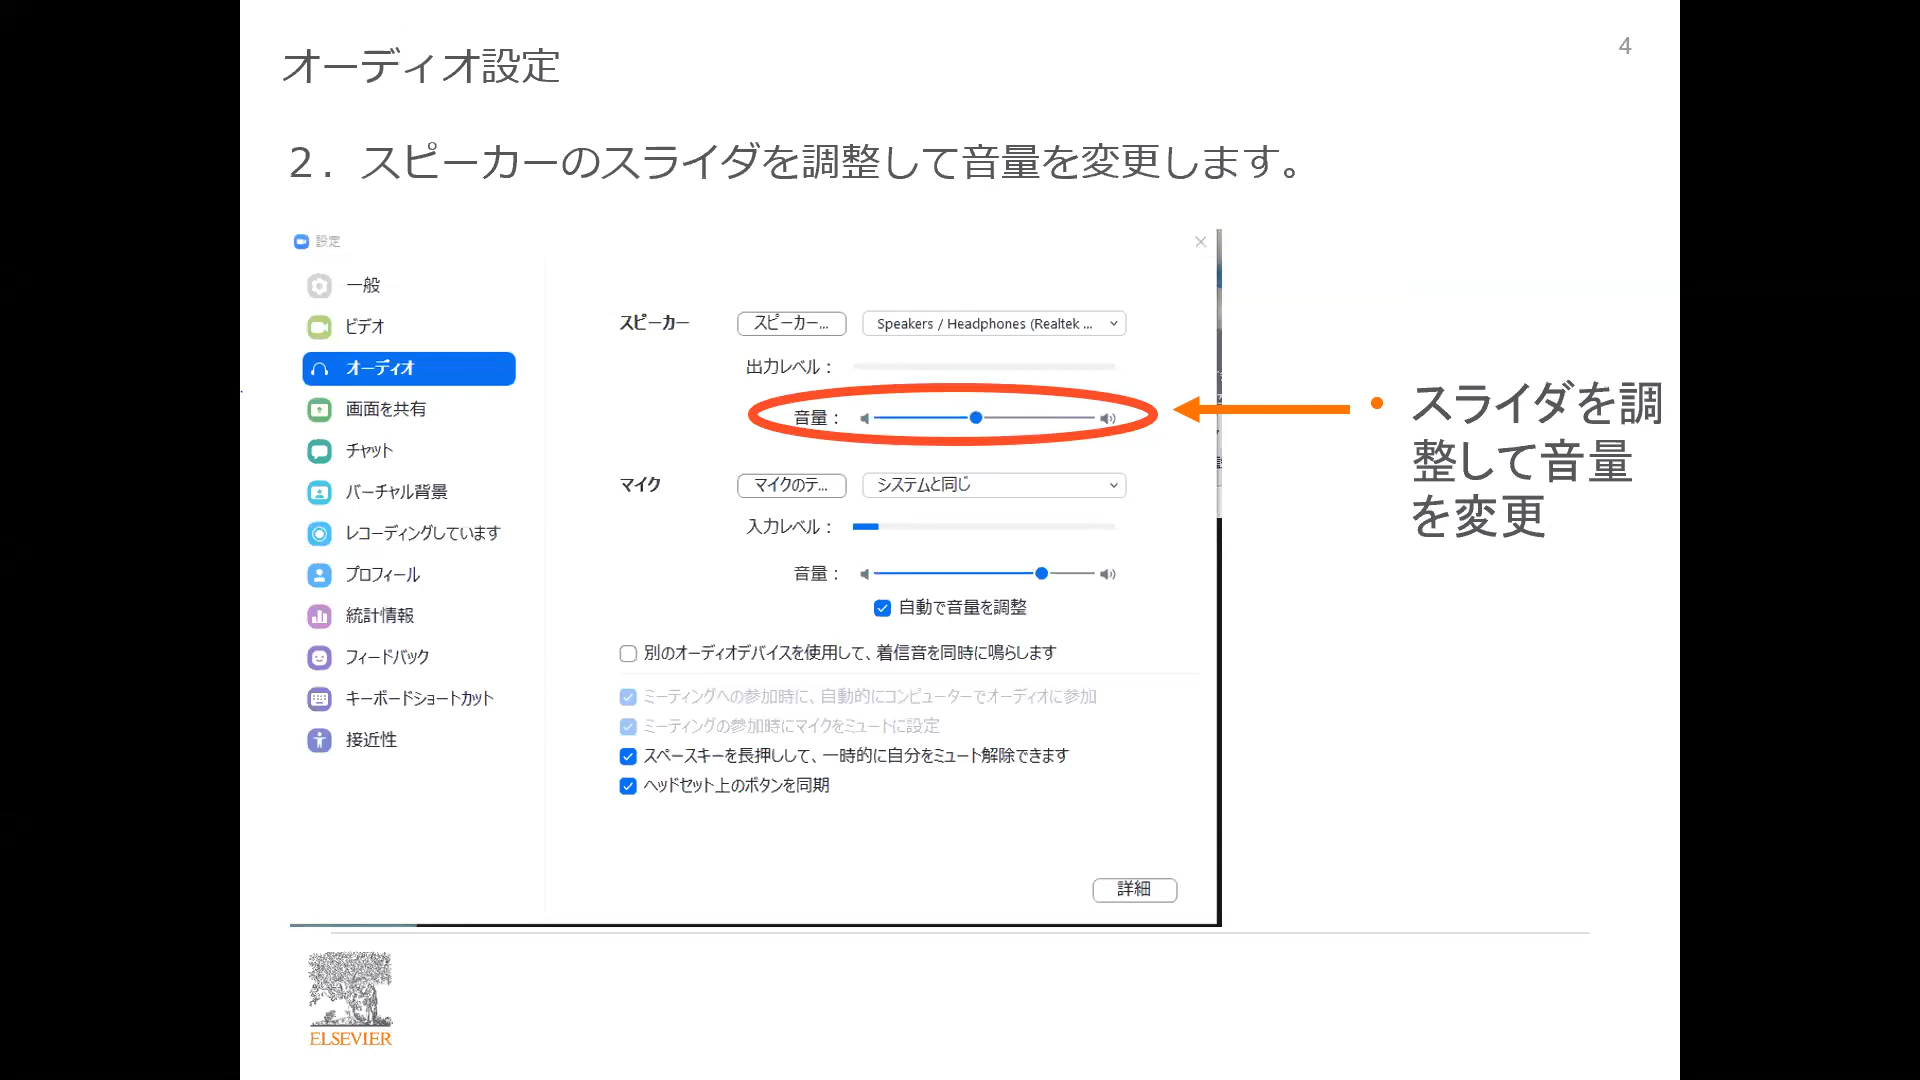 オーディオ設定
4
２．スピーカーのスライダを調整して音量を変更します。
設定
一般
ビデオ
オーディオ
画面を共有
チャット
バーチャル背景
レコーディングしています
プロフィール
統計情報
フィードバック
キーボードショートカット
接近性
スピーカー スピーカー... Speakers / Headphones (Realtek ...
出力レベル：
音量：
マイク マイクのテ... システムと同じ
入力レベル：
音量：
自動で音量を調整
別のオーディオデバイスを使用して、着信音を同時に鳴らします
ミーティングへの参加時に、自動的にコンピューターでオーディオに参加
ミーティングの参加時にマイクをミュートに設定
スペースキーを長押しして、一時的に自分をミュート解除できます
ヘッドセット上のボタンを同期
詳細
• スライダを調
整して音量
を変更
ELSEVIER